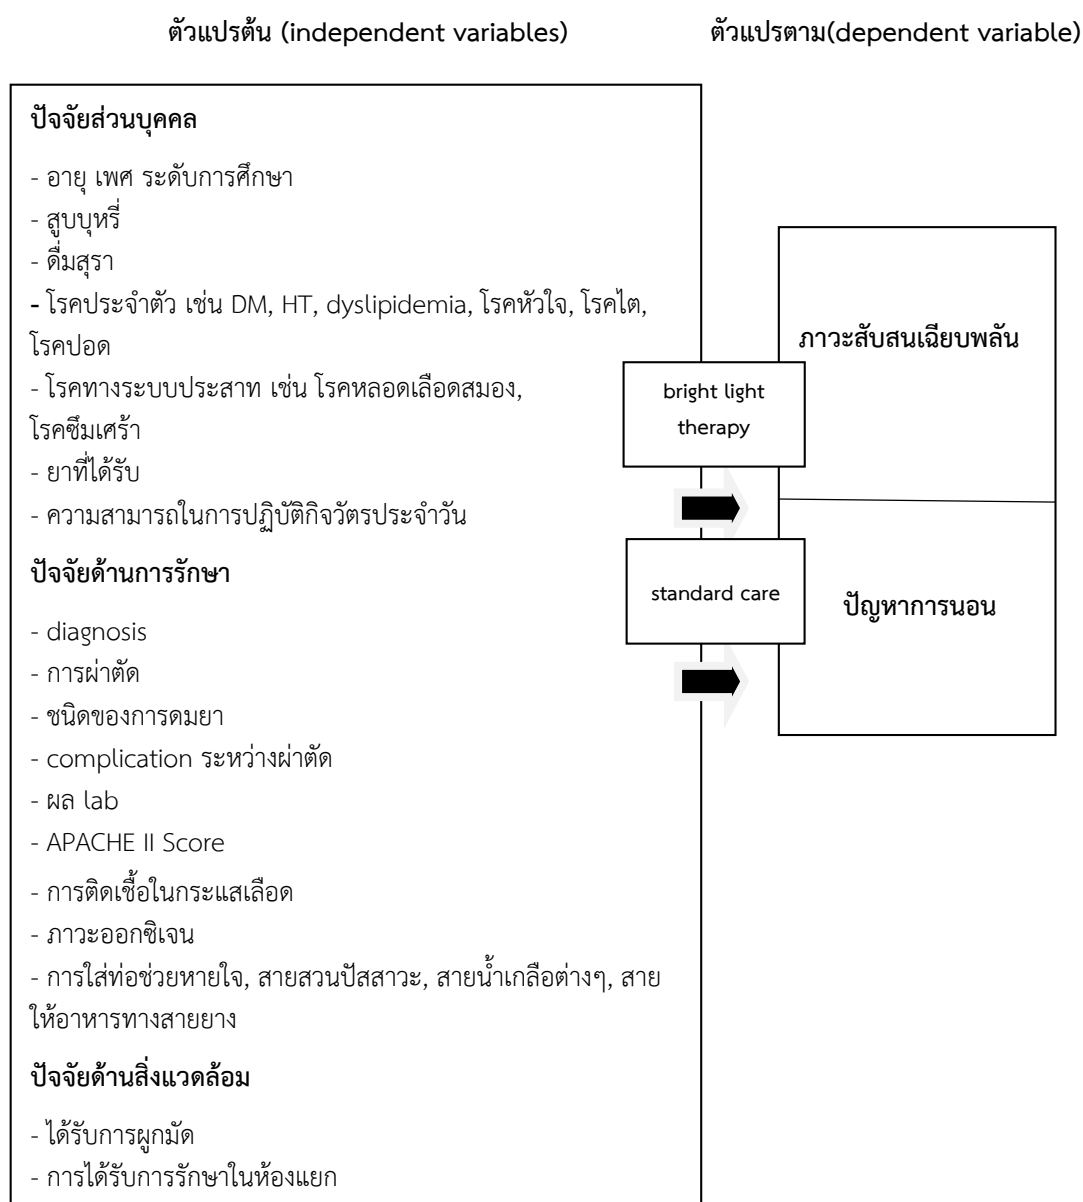 ตัวแปรต้น (independent variables)
ตัวแปรตาม(dependent variable)
ปัจจัยส่วนบุคคล
- อายุ เพศ ระดับการศึกษา
- สูบบุหรี่
- ดื่มสุรา
- โรคประจำตัว เช่น DM, HT, dyslipidemia, โรคหัวใจ, โรคไต,
โรคปอด
- โรคทางระบบประสาท เช่น โรคหลอดเลือดสมอง,
โรคซึมเศร้า
- ยาที่ได้รับ
- ความสามารถในการปฏิบัติกิจวัตรประจำวัน
ปัจจัยด้านการรักษา
- diagnosis
- การผ่าตัด
- ชนิดของการดมยา
- complication ระหว่างผ่าตัด
- ผล lab
- APACHE II Score
- การติดเชื้อในกระแสเลือด
- ภาวะออกซิเจน
- การใส่ท่อช่วยหายใจ, สายสวนปัสสาวะ, สายน้ำเกลือต่างๆ, สาย
ให้อาหารทางสายยาง
ปัจจัยด้านสิ่งแวดล้อม
- ได้รับการผูกมัด
- การได้รับการรักษาในห้องแยก
bright light
therapy
standard care
ภาวะสับสนเฉียบพลัน
ปัญหาการนอน